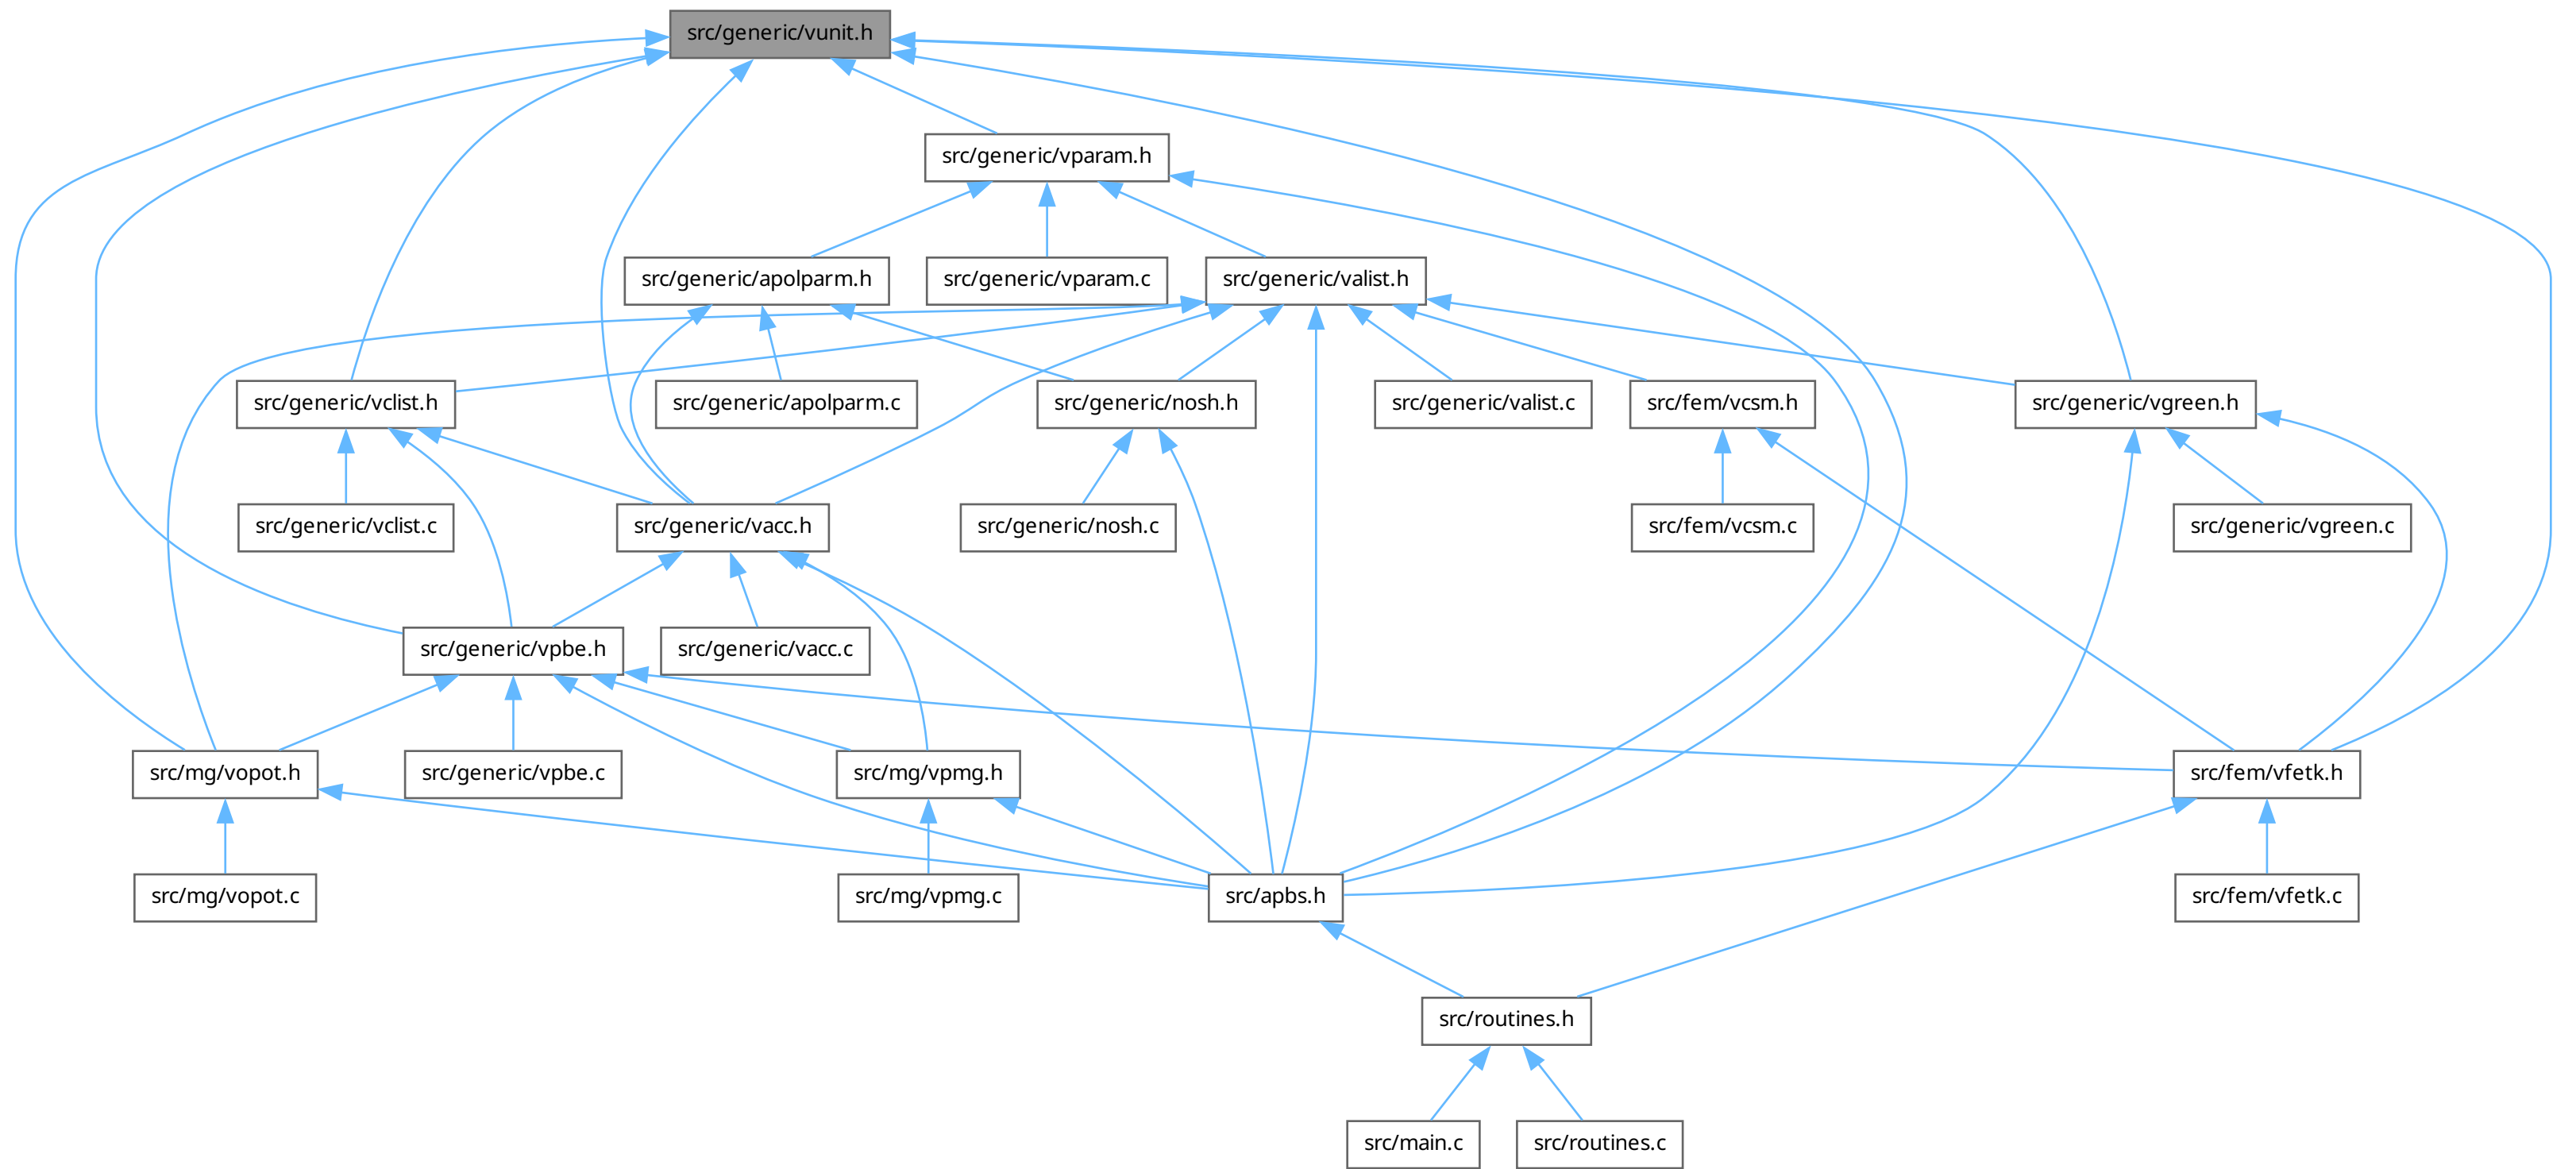 src/generic/vunit.h
src/generic/vparam.h
src/generic/apolparm.h
src/generic/vparam.c
src/generic/valist.h
src/generic/vclist.h
src/generic/apolparm.c
src/generic/nosh.h
src/generic/valist.c
src/fem/vcsm.h
src/generic/vgreen.h
src/generic/vclist.c
src/generic/vacc.h
src/generic/nosh.c
src/fem/vcsm.c
src/generic/vgreen.c
src/generic/vpbe.h
src/generic/vacc.c
src/mg/vopot.h
src/generic/vpbe.c
src/mg/vpmg.h
src/fem/vfetk.h
src/mg/vopot.c
src/mg/vpmg.c
src/apbs.h
src/fem/vfetk.c
src/routines.h
src/main.c
src/routines.c